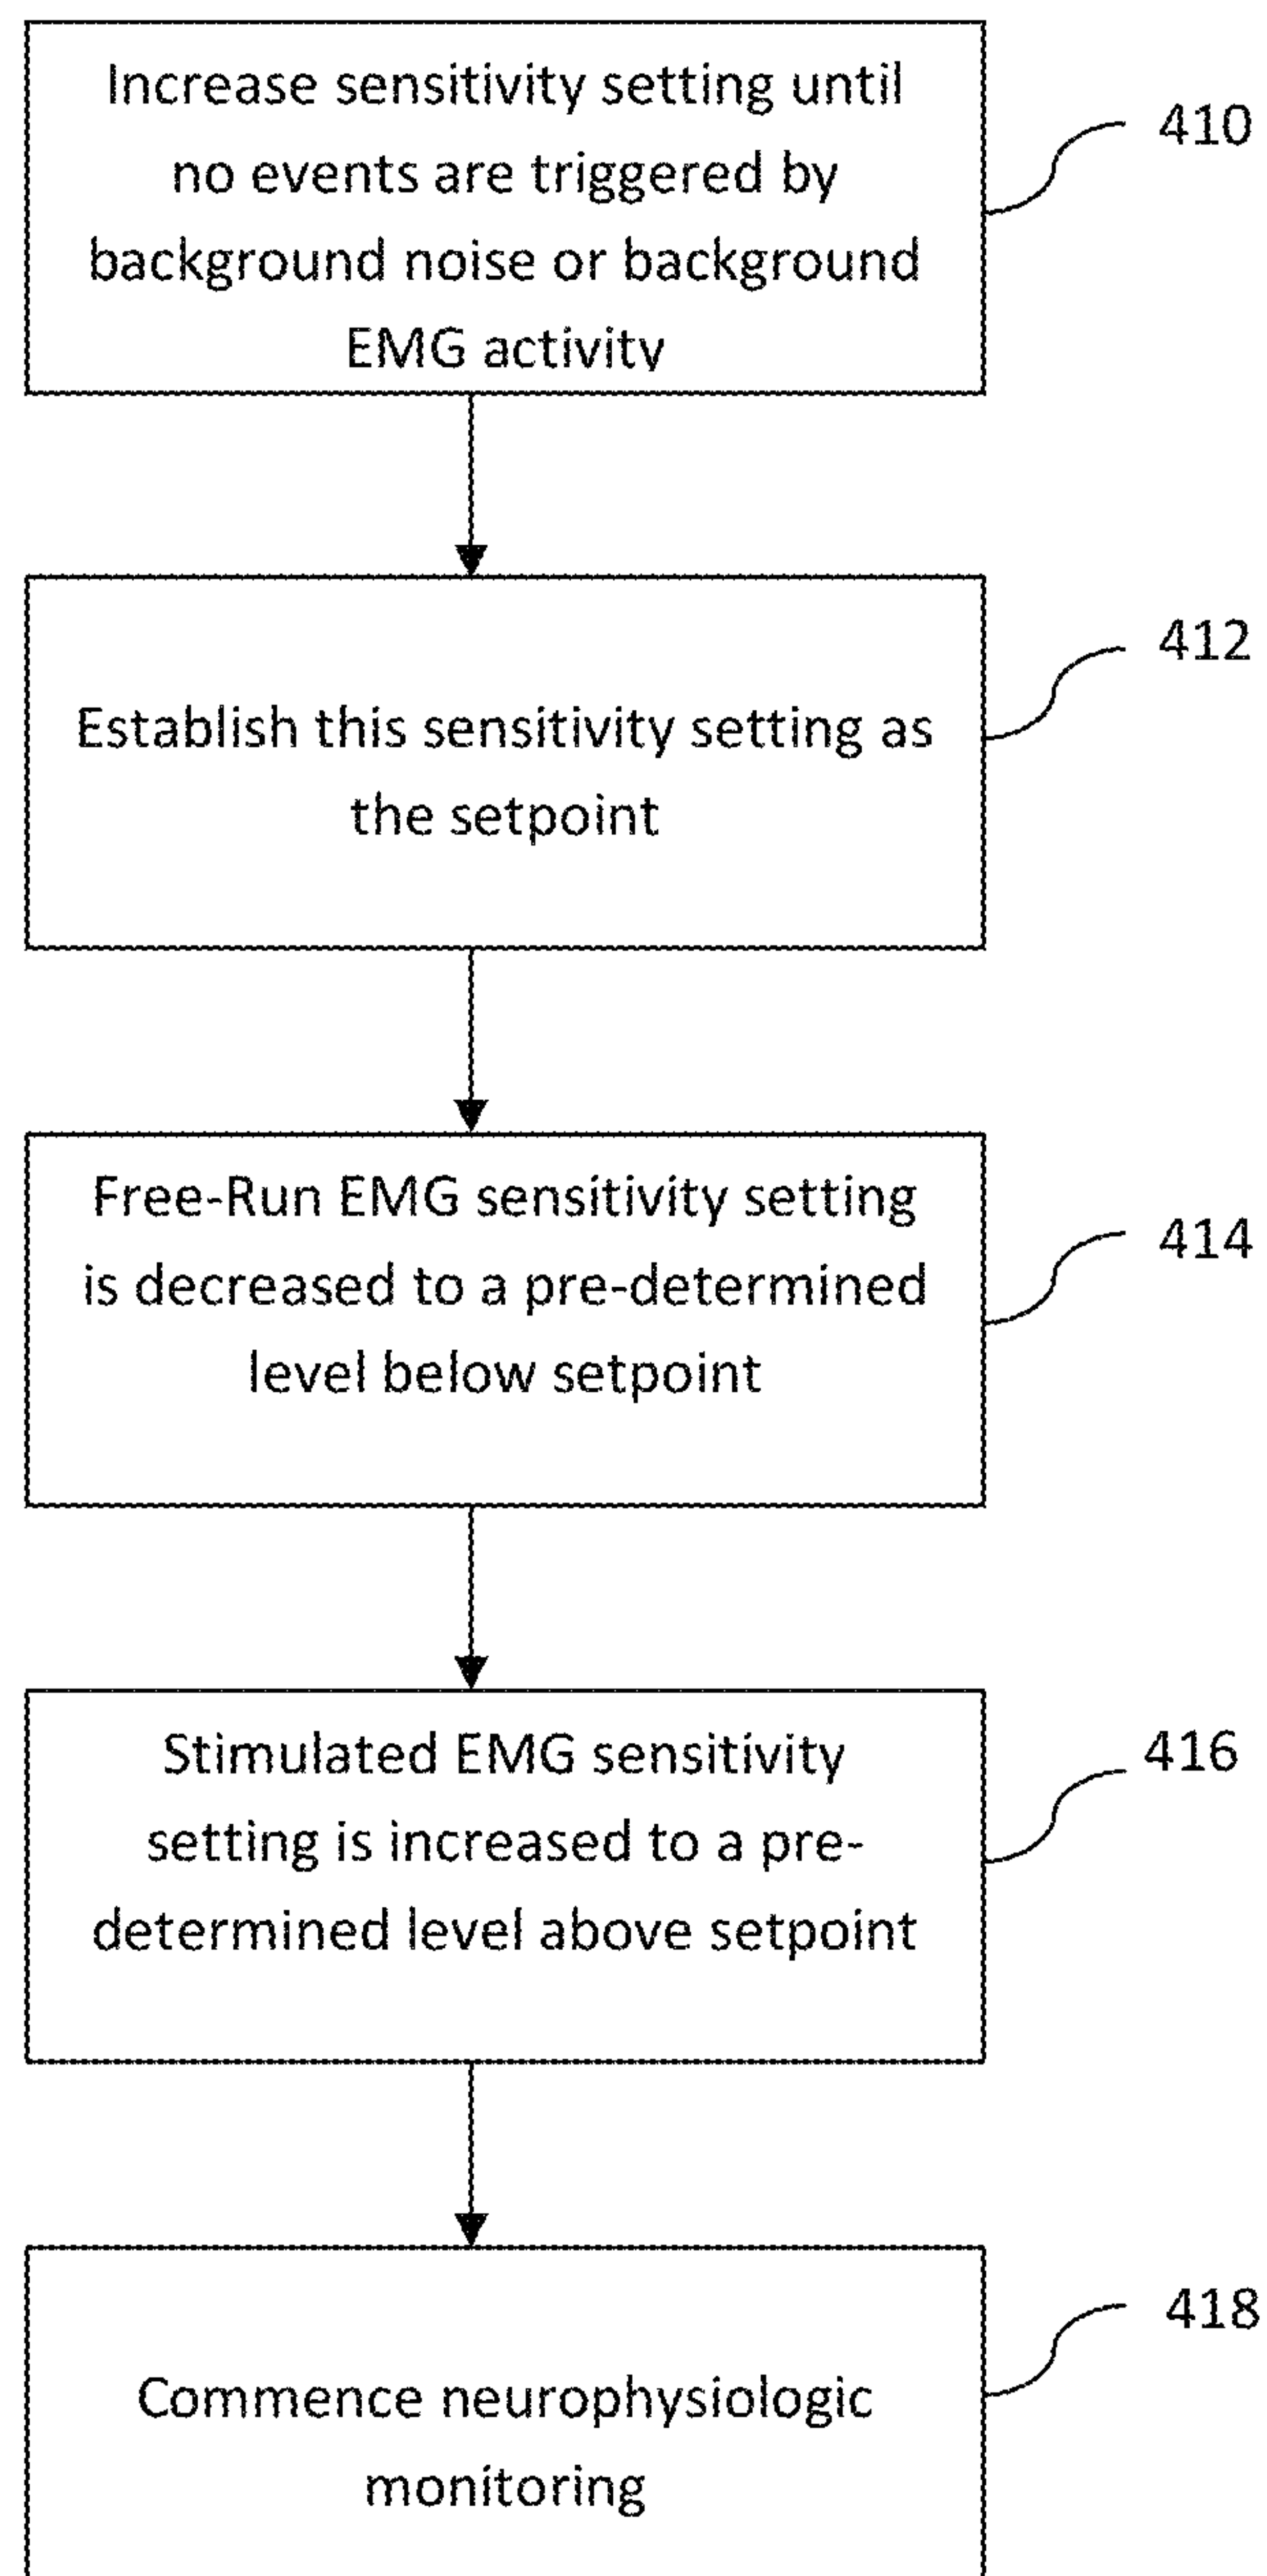 Increase sensitivity setting until
no events are triggered by
background noise or background
EMG activity
410
Establish this sensitivity setting as
the setpoint
412
Free-Run EMG sensitivity setting
is decreased to a pre-determined
level below setpoint
414
Stimulated EMG sensitivity
setting is increased to a pre-
determined level above setpoint
416
Commence neurophysiologic
monitoring
418